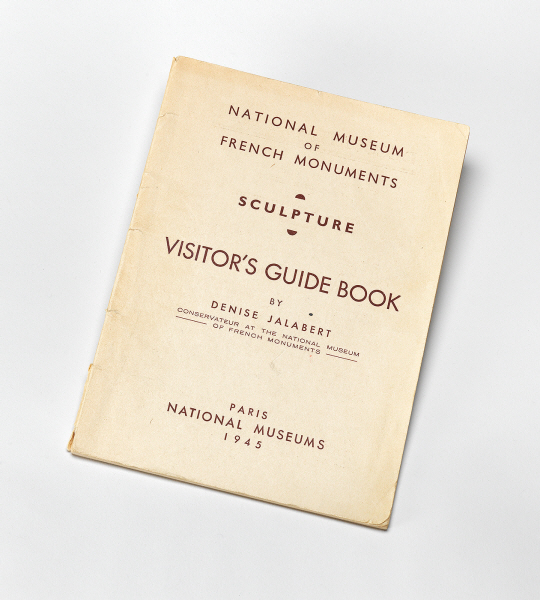 NATIONAL MUSEUM
OF
FRENCH MONUMENTS
SCULPTURE
VISITOR'S GUIDE BOOK
BY
DENISE JALABERT
CONSERVATEUR AT THE NATIONAL MUSEUM
OF FRENCH MONUMENTS
PARIS
NATIONAL MUSEUMS
1945